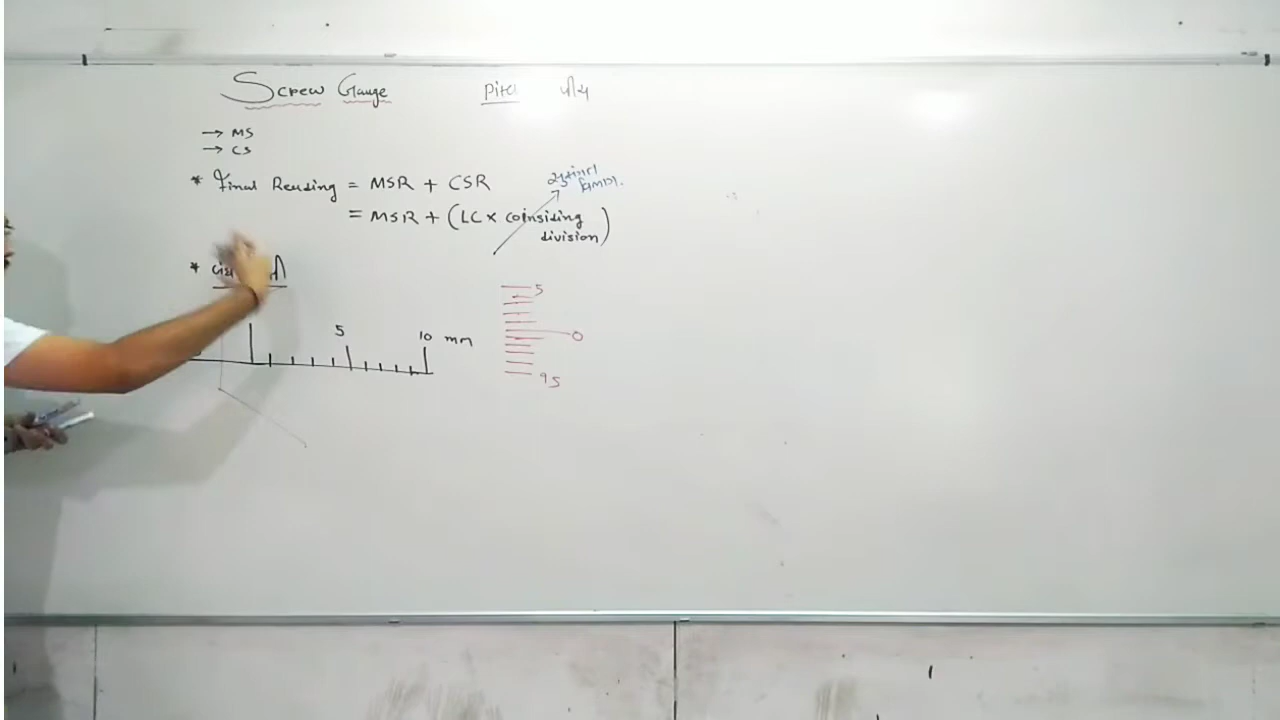 Screw Gauge Pitch પીચ
→ MS
→ CS
* Final Reading = MSR + CSR
= MSR + (LC × coinsiding division)
*
5 10 mm
5
0
95